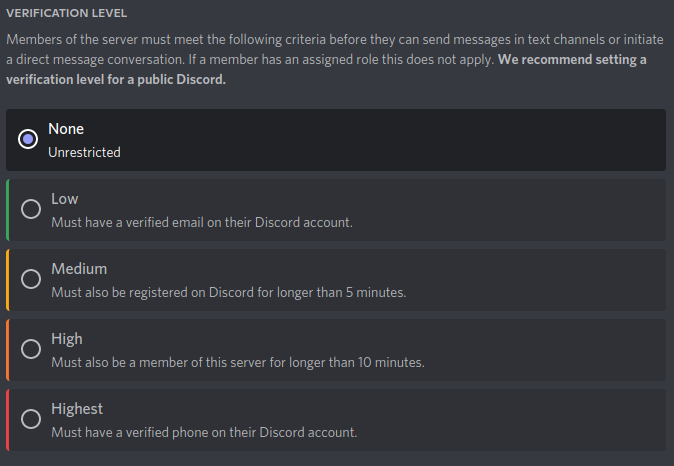 VERIFICATION LEVEL
Members of the server must meet the following criteria before they can send messages in text channels or initiate
a direct message conversation. If a member has an assigned role this does not apply. We recommend setting a
verification level for a public Discord.
None
Unrestricted
Low
Must have a verified email on their Discord account.
Medium
Must also be registered on Discord for longer than 5 minutes.
High
Must also be a member of this server for longer than 10 minutes.
Highest
Must have a verified phone on their Discord account.